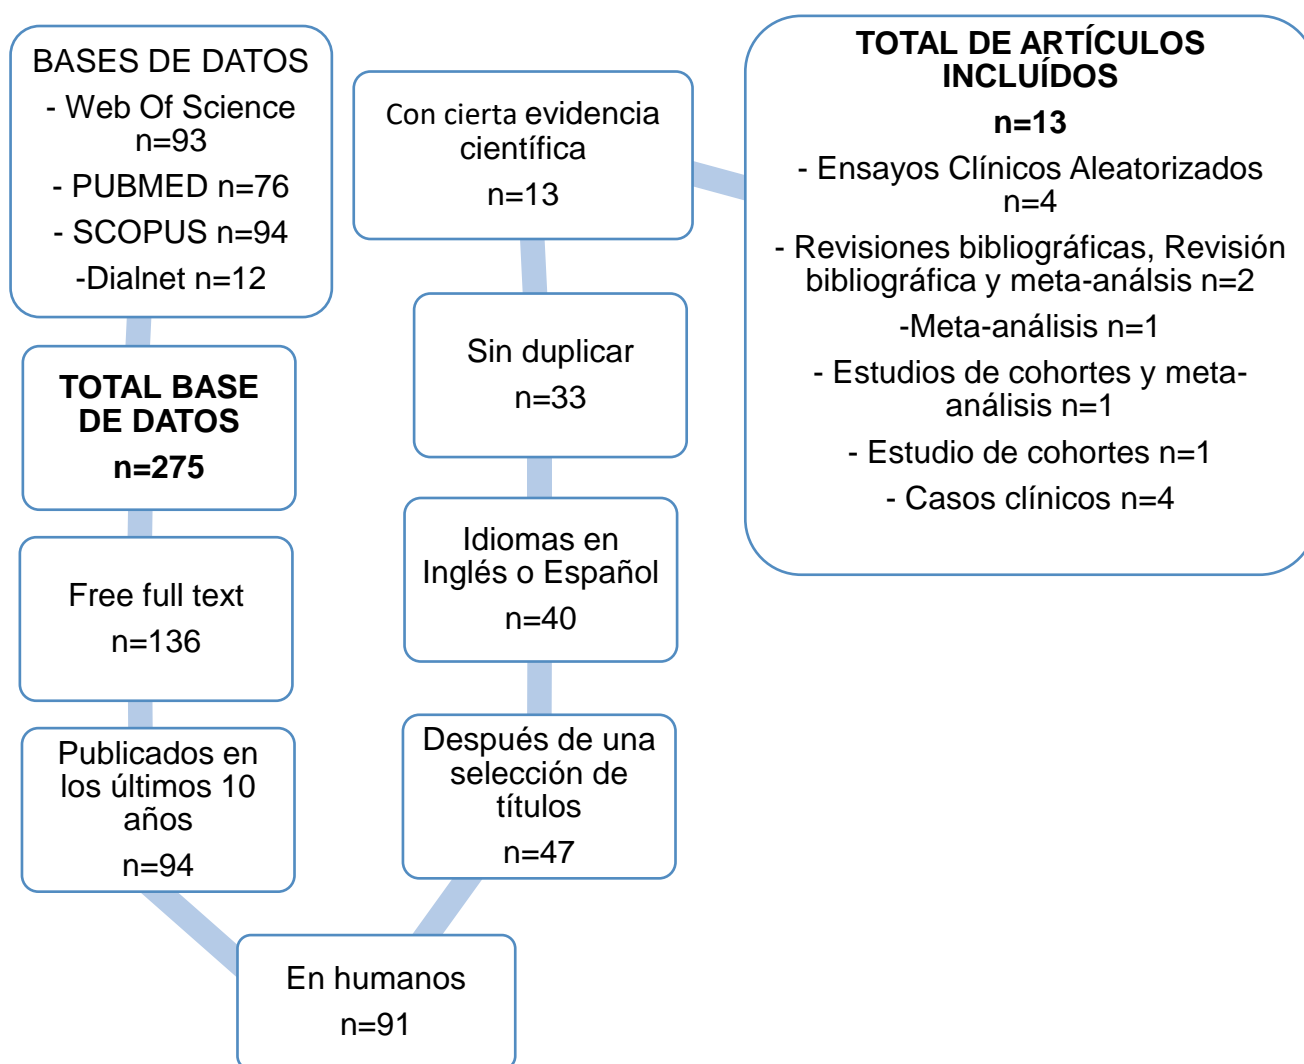 BASES DE DATOS
- Web Of Science
n=93
- PUBMED n=76
- SCOPUS n=94
-Dialnet n=12
TOTAL BASE
DE DATOS
n=275
Free full text
n=136
Publicados en
los últimos 10
años
n=94
En humanos
n=91
Después de una
selección de
títulos
n=47
Idiomas en
Inglés o Español
n=40
Sin duplicar
n=33
Con cierta evidencia
científica
n=13
TOTAL DE ARTÍCULOS
INCLUÍDOS
n=13
- Ensayos Clínicos Aleatorizados
n=4
- Revisiones bibliográficas, Revisión
bibliográfica y meta-análsis n=2
-Meta-análisis n=1
- Estudios de cohortes y meta-
análisis n=1
- Estudio de cohortes n=1
- Casos clínicos n=4